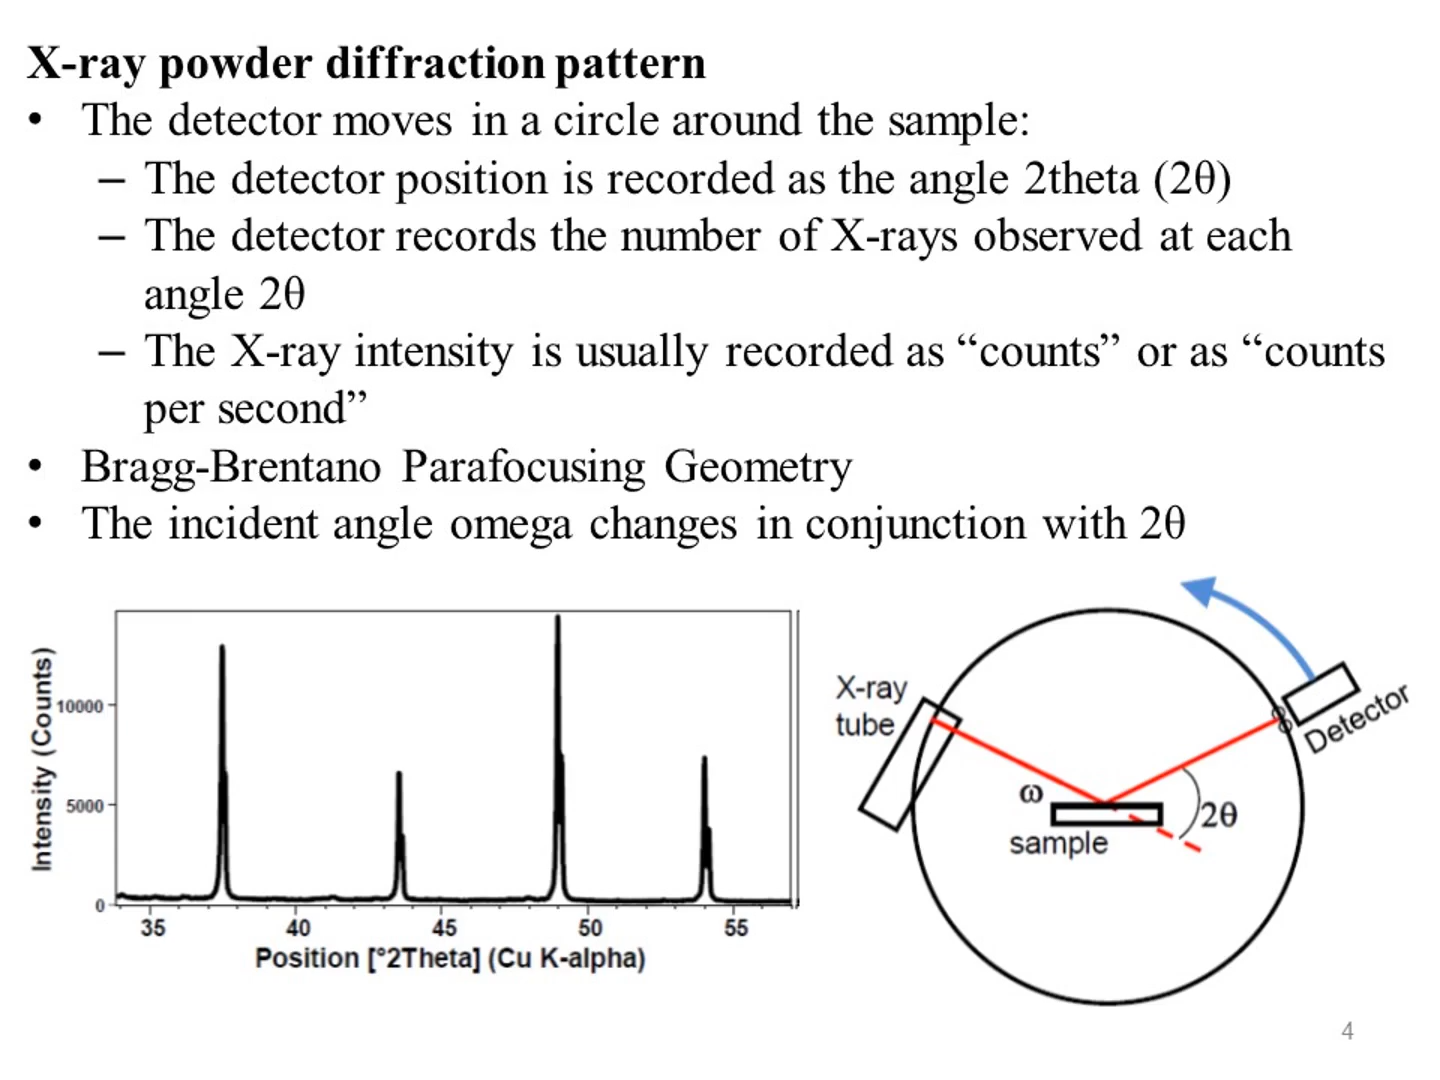 X-ray powder diffraction pattern
• The detector moves in a circle around the sample:
– The detector position is recorded as the angle 2theta (2θ)
– The detector records the number of X-rays observed at each
angle 2θ
– The X-ray intensity is usually recorded as “counts” or as “counts
per second”
• Bragg-Brentano Parafocusing Geometry
• The incident angle omega changes in conjunction with 2θ
Intensity (Counts)
10000
5000
0
35 40 45 50 55
Position [°2Theta] (Cu K-alpha)
X-ray
tube
Detector
ω
2θ
sample
4